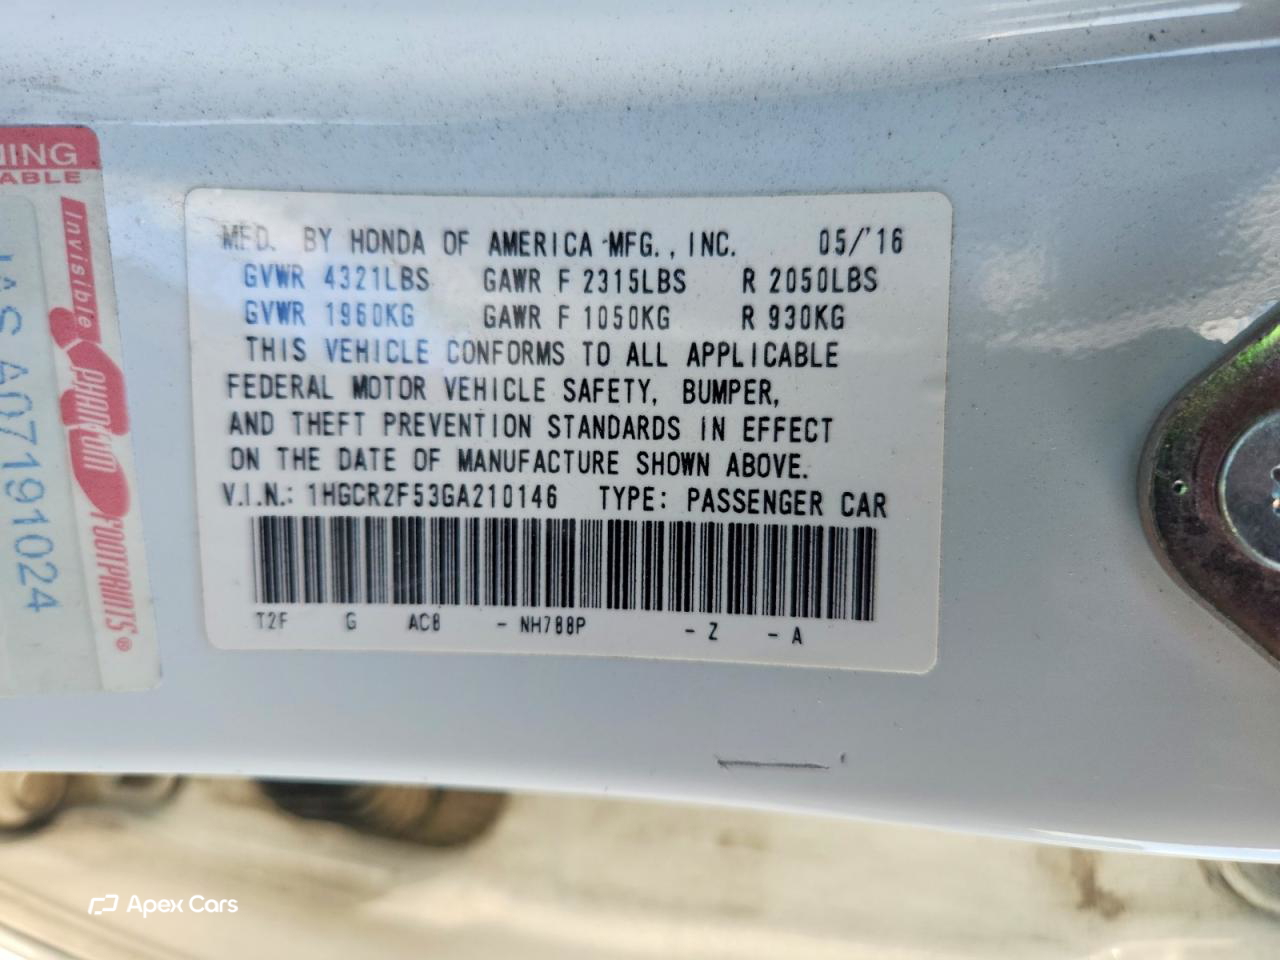 NING
ABLE
Invisible
PHANTOM
FOOTPRINTS®
A07191024
MFD. BY HONDA OF AMERICA MFG., INC. 05/'16
GVWR 4321LBS GAWR F 2315LBS R 2050LBS
GVWR 1960KG GAWR F 1050KG R 930KG
THIS VEHICLE CONFORMS TO ALL APPLICABLE
FEDERAL MOTOR VEHICLE SAFETY, BUMPER,
AND THEFT PREVENTION STANDARDS IN EFFECT
ON THE DATE OF MANUFACTURE SHOWN ABOVE.
V.I.N.: 1HGCR2F53GA210146 TYPE: PASSENGER CAR
T2F G AC8 - NH788P - Z - A
Apex Cars